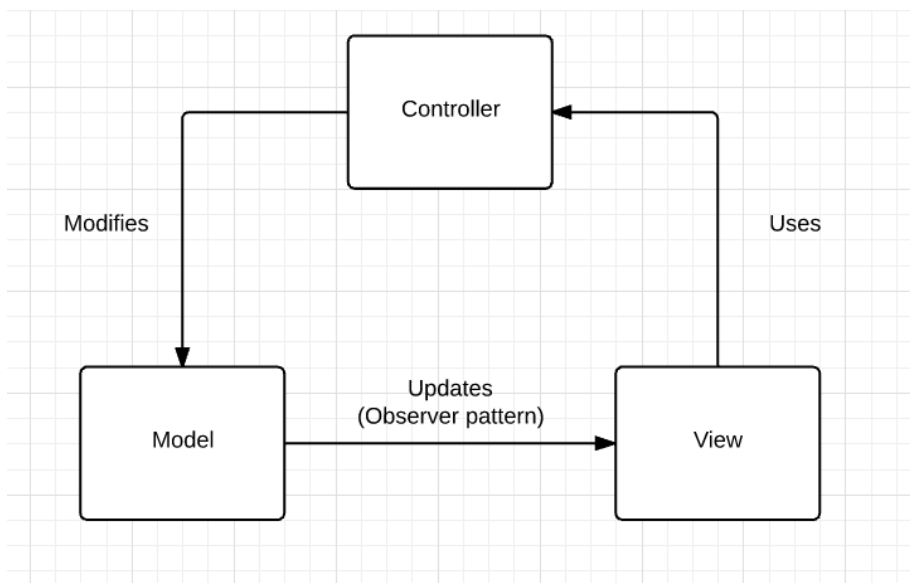 Controller
Modifies
Uses
Updates
(Observer pattern)
Model
View